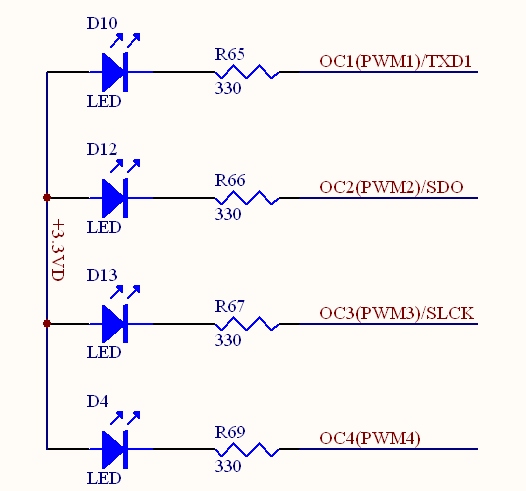 D10
R65
OC1(PWM1)/TXD1
LED
330
D12
R66
OC2(PWM2)/SDO
LED
330
+3.3VD
D13
R67
OC3(PWM3)/SLCK
LED
330
D4
R69
OC4(PWM4)
LED
330